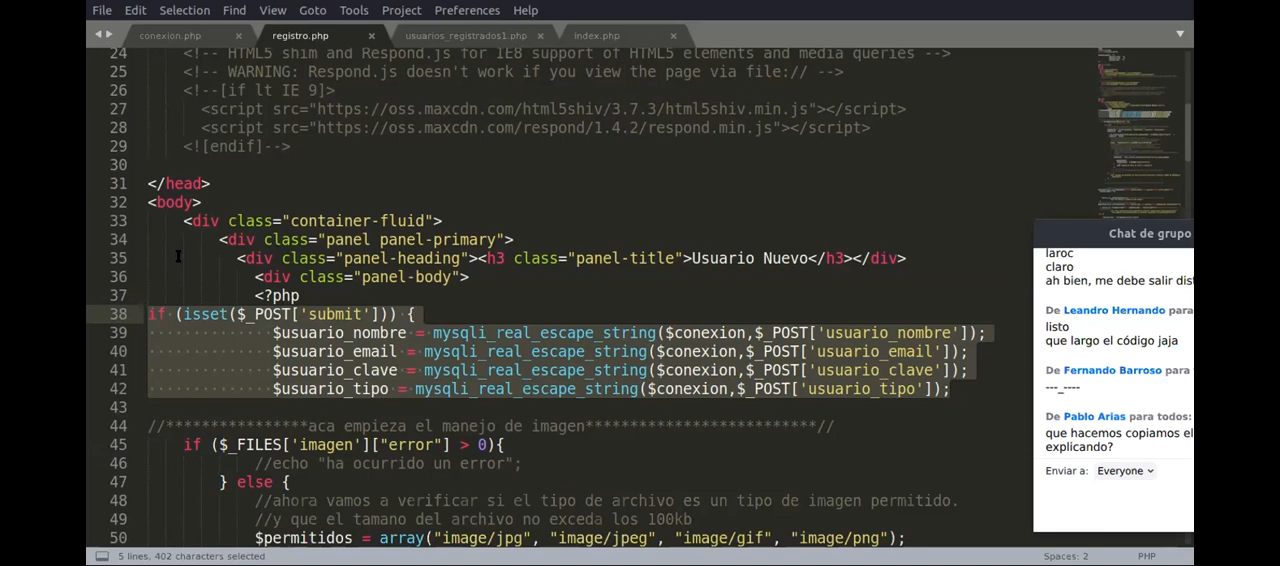 File Edit Selection Find View Goto Tools Project Preferences Help
conexion.php × registro.php × usuarios_registrados1.php × index.php ×
24 <!-- HTML5 shim and Respond.js for IE8 support of HTML5 elements and media queries -->
25 <!-- WARNING: Respond.js doesn't work if you view the page via file:// -->
26 <!--[if lt IE 9]>
27 <script src="https://oss.maxcdn.com/html5shiv/3.7.3/html5shiv.min.js"></script>
28 <script src="https://oss.maxcdn.com/respond/1.4.2/respond.min.js"></script>
29 <![endif]-->
30
31 </head>
32 <body>
33 <div class="container-fluid">
34 <div class="panel panel-primary">
35 <div class="panel-heading"><h3 class="panel-title">Usuario Nuevo</h3></div>
36 <div class="panel-body">
37 <?php
38 if (isset($_POST['submit'])) {
39 $usuario_nombre = mysqli_real_escape_string($conexion,$_POST['usuario_nombre']);
40 $usuario_email = mysqli_real_escape_string($conexion,$_POST['usuario_email']);
41 $usuario_clave = mysqli_real_escape_string($conexion,$_POST['usuario_clave']);
42 $usuario_tipo = mysqli_real_escape_string($conexion,$_POST['usuario_tipo']);
43
44 //****************aca empieza el manejo de imagen**************************//
45 if ($_FILES['imagen']["error"] > 0){
46 //echo "ha ocurrido un error";
47 } else {
48 //ahora vamos a verificar si el tipo de archivo es un tipo de imagen permitido.
49 //y que el tamano del archivo no exceda los 100kb
50 $permitidos = array("image/jpg", "image/jpeg", "image/gif", "image/png");
Chat de grupo
laroc
claro
ah bien, me debe salir dis
De Leandro Hernando para
listo
que largo el código jaja
De Fernando Barroso para
---_----
De Pablo Arias para todos:
que hacemos copiamos el
explicando?
Enviar a: Everyone
5 lines, 402 characters selected
Spaces: 2 PHP